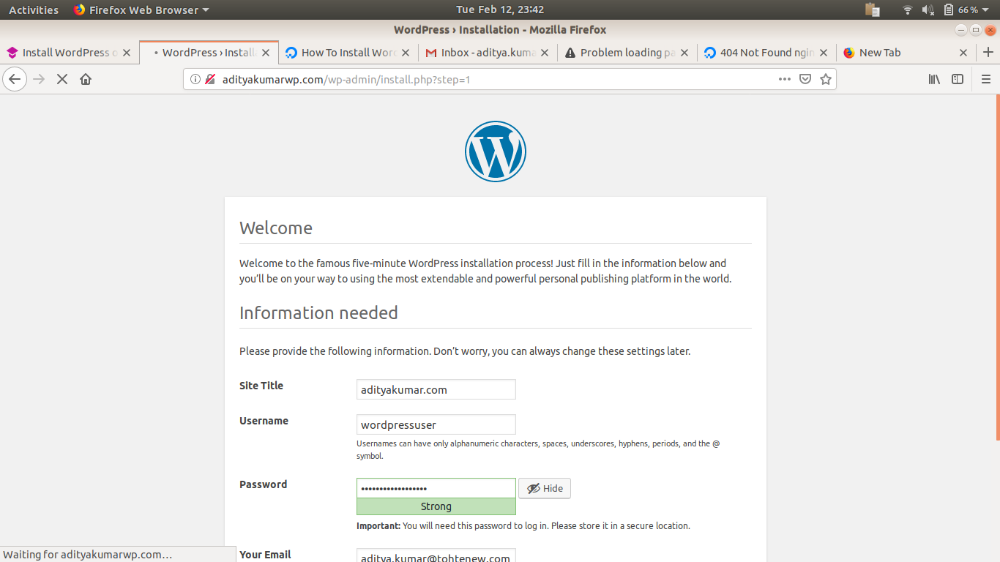 Activities Firefox Web Browser Tue Feb 12, 23:42 66%
WordPress › Installation - Mozilla Firefox
Install WordPress o WordPress › Installa How To Install Wor Inbox - aditya.kuma Problem loading pa 404 Not Found ngin New Tab
adityakumarwp.com/wp-admin/install.php?step=1
Welcome
Welcome to the famous five-minute WordPress installation process! Just fill in the information below and
you’ll be on your way to using the most extendable and powerful personal publishing platform in the world.
Information needed
Please provide the following information. Don’t worry, you can always change these settings later.
Site Title adityakumar.com
Username wordpressuser
Usernames can have only alphanumeric characters, spaces, underscores, hyphens, periods, and the @
symbol.
Password •••••••••••••••••• Hide
Strong
Important: You will need this password to log in. Please store it in a secure location.
Your Email aditya.kumar@tohtenew.com
Waiting for adityakumarwp.com…